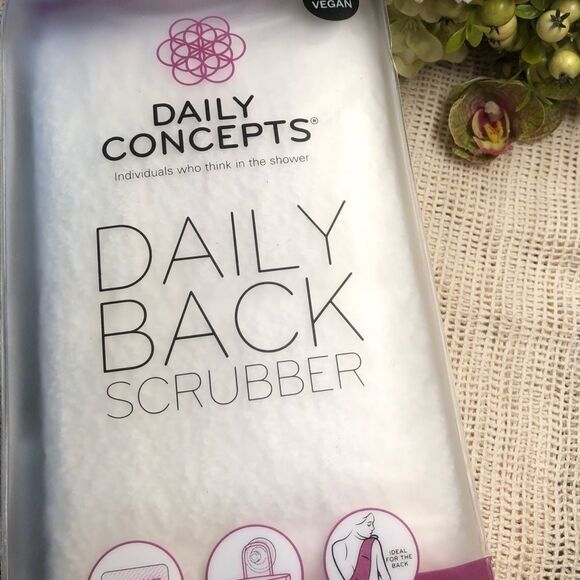 VEGAN
DAILY
CONCEPTS®
Individuals who think in the shower
DAILY
BACK
SCRUBBER
IDEAL
FOR THE
BACK